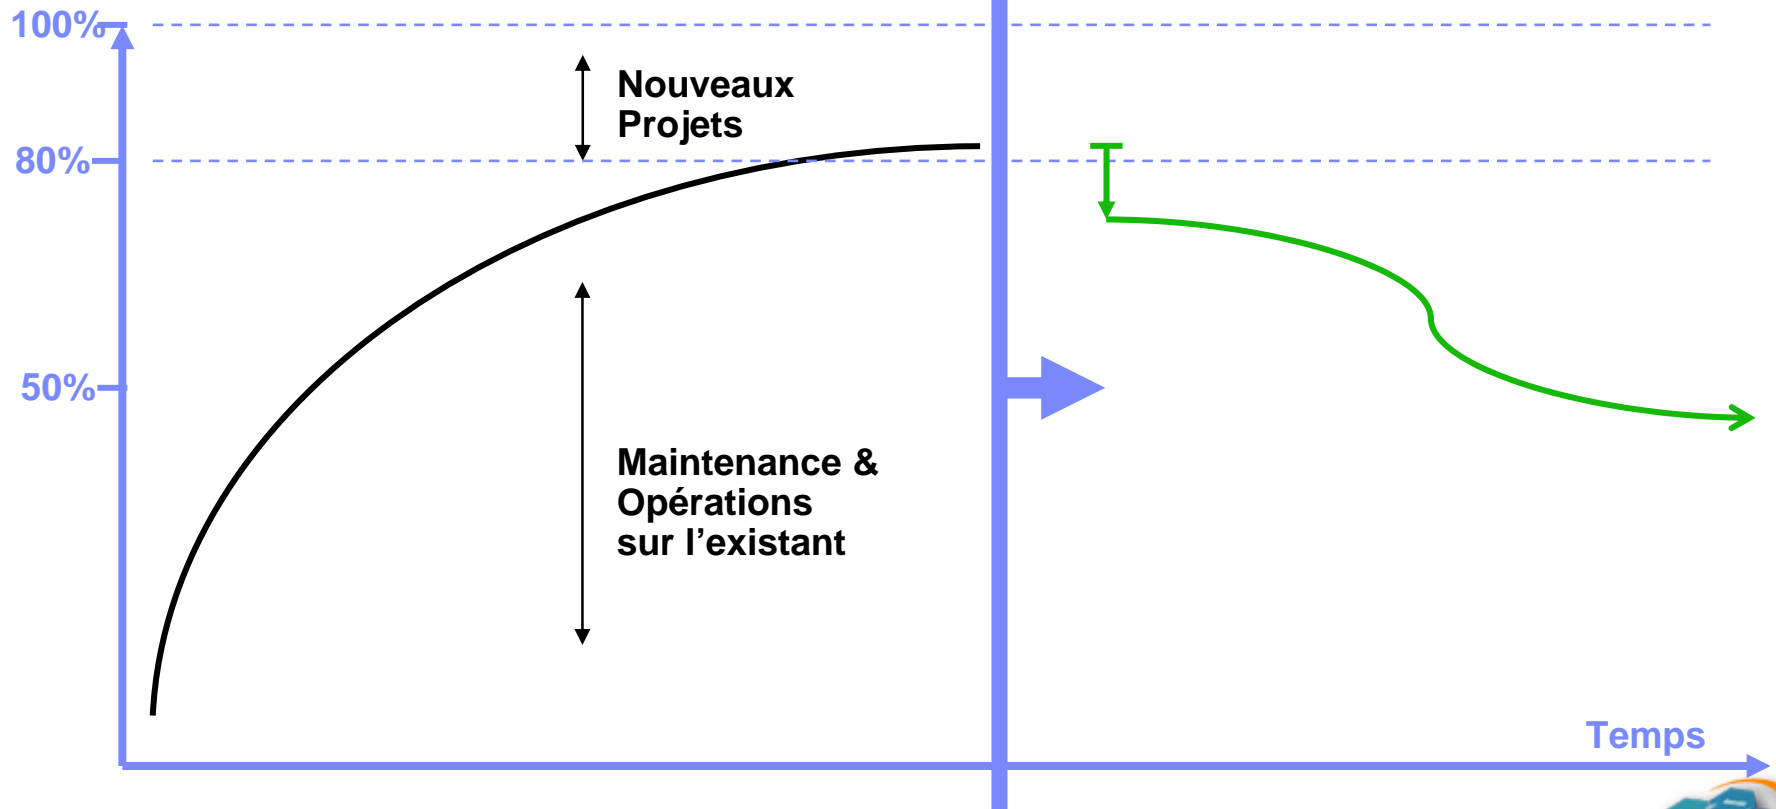 100%
Nouveaux
Projets
80%
50%
Maintenance &
Opérations
sur l’existant
Temps